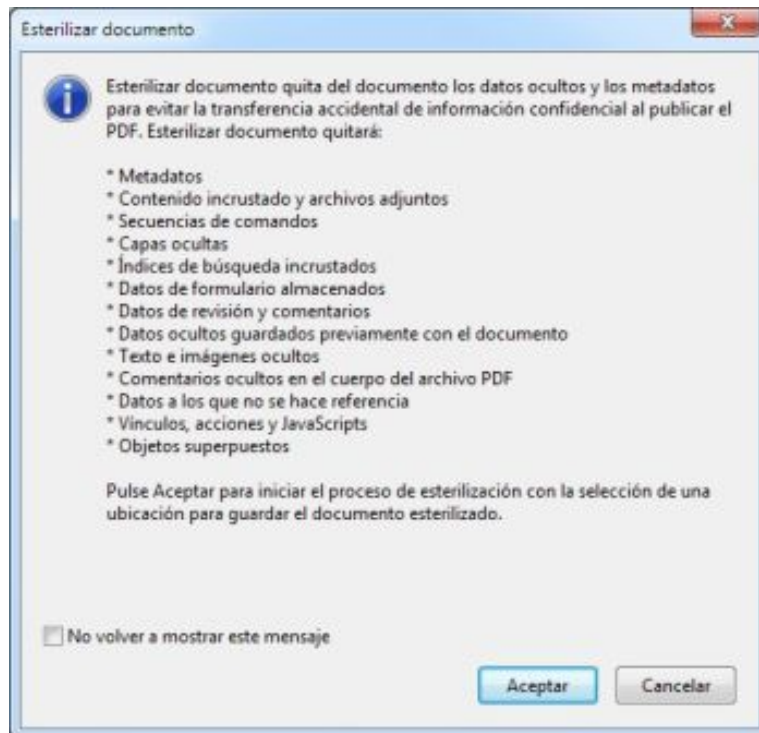 Esterilizar documento
Esterilizar documento quita del documento los datos ocultos y los metadatos
para evitar la transferencia accidental de información confidencial al publicar el
PDF. Esterilizar documento quitará:
* Metadatos
* Contenido incrustado y archivos adjuntos
* Secuencias de comandos
* Capas ocultas
* Índices de búsqueda incrustados
* Datos de formulario almacenados
* Datos de revisión y comentarios
* Datos ocultos guardados previamente con el documento
* Texto e imágenes ocultos
* Comentarios ocultos en el cuerpo del archivo PDF
* Datos a los que no se hace referencia
* Vínculos, acciones y JavaScripts
* Objetos superpuestos
Pulse Aceptar para iniciar el proceso de esterilización con la selección de una
ubicación para guardar el documento esterilizado.
No volver a mostrar este mensaje
Aceptar Cancelar